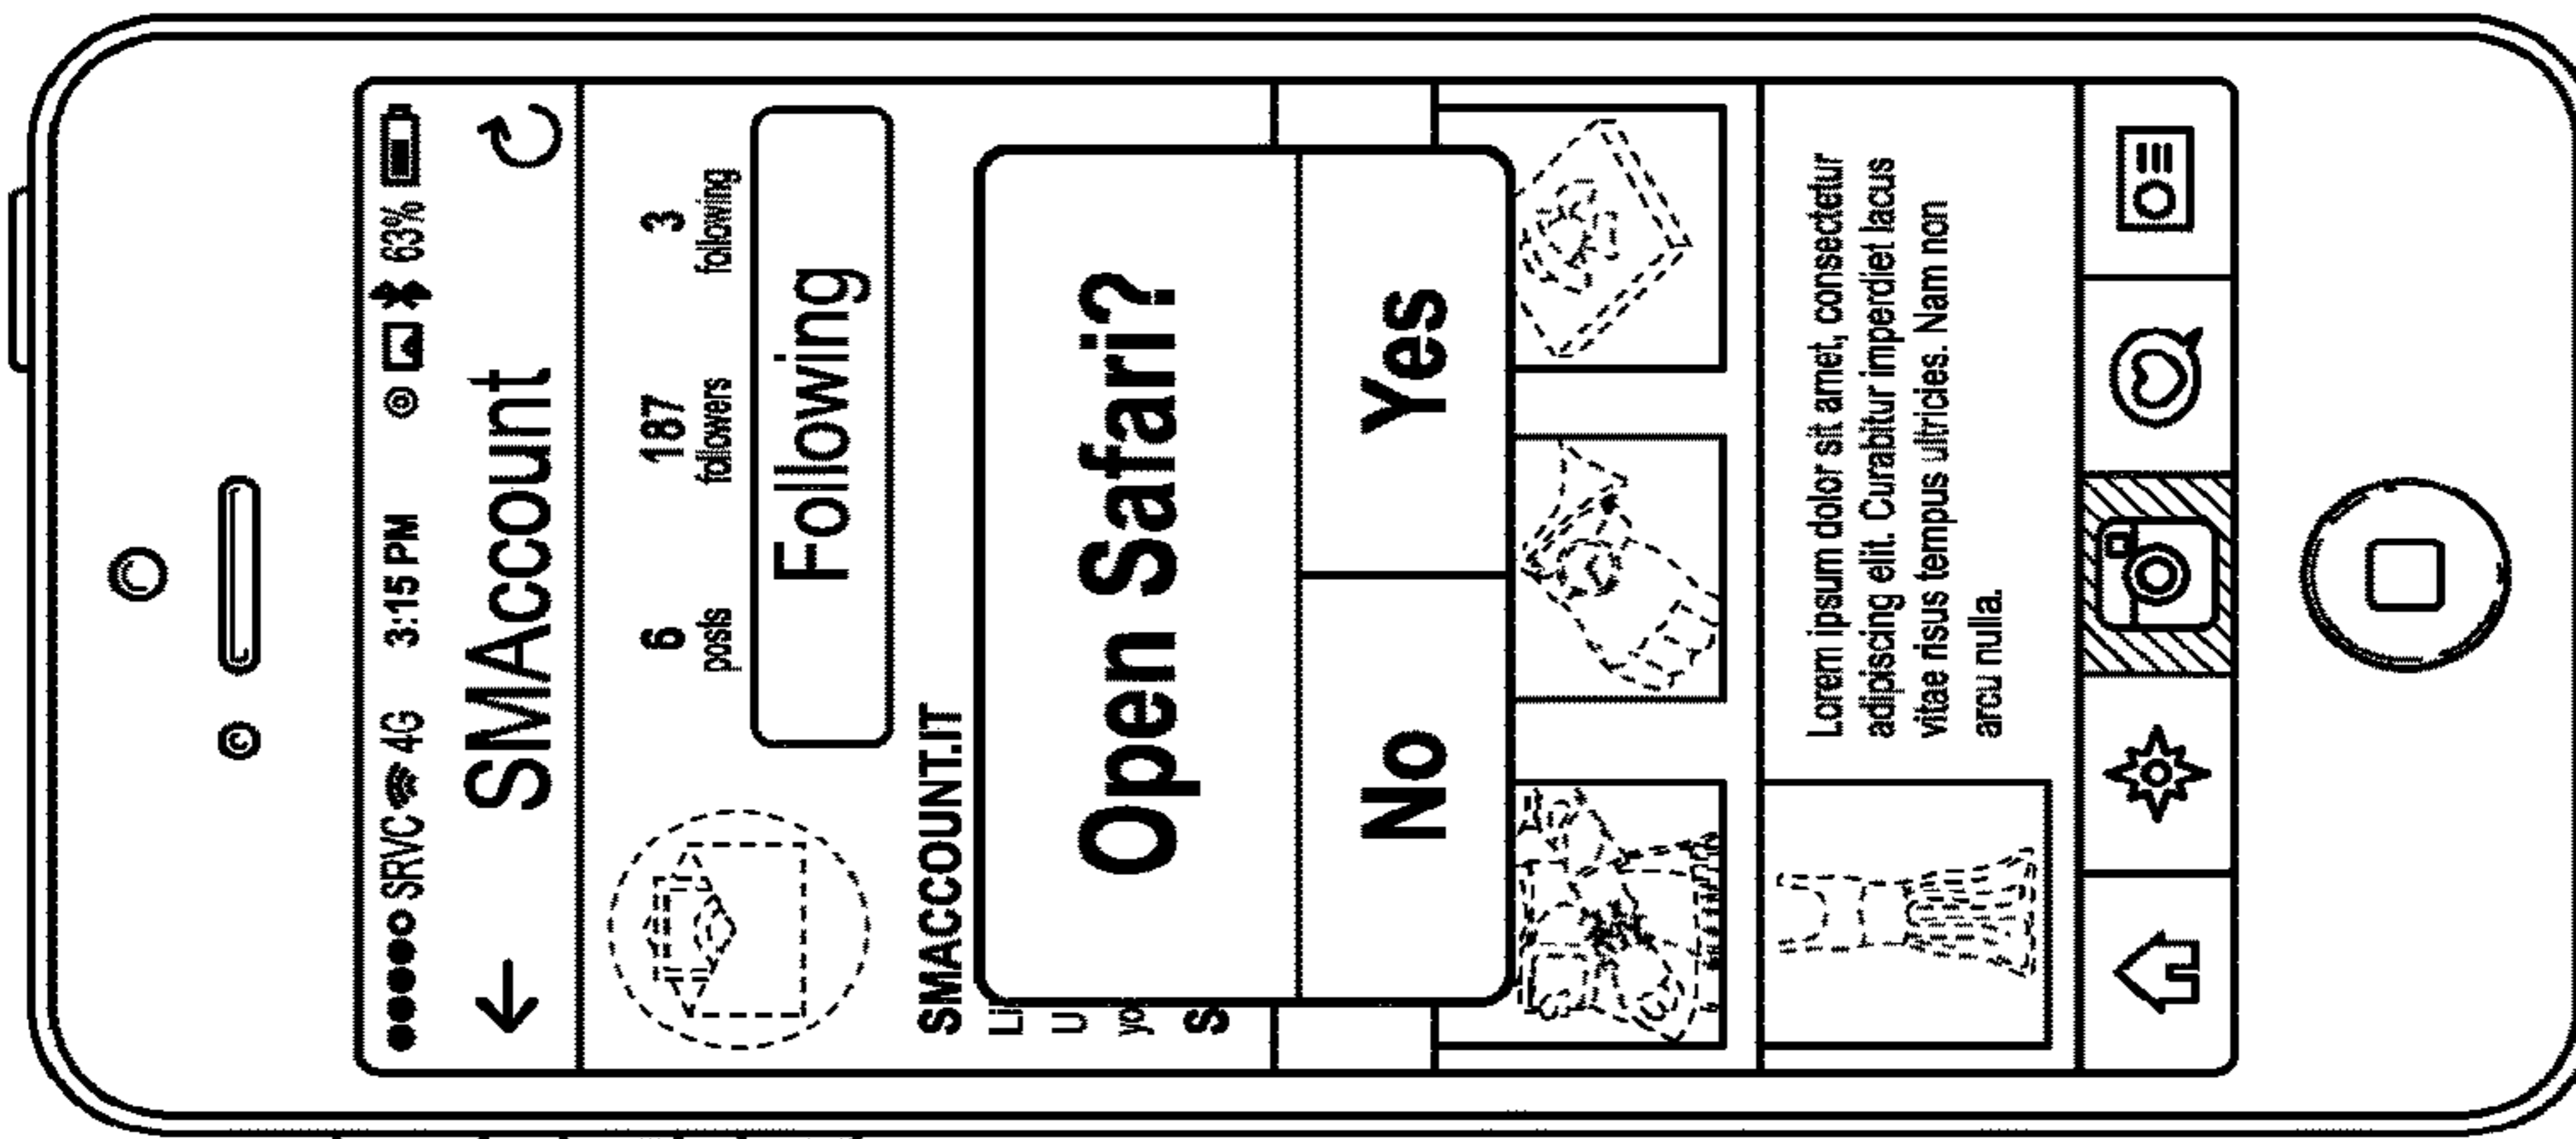 SRVC 4G 3:15 PM 63%
SMAccount
6 187 3
posts followers following
Following
SMACCOUNT.IT
Li
U
yo
S
Open Safari?
No Yes
Lorem ipsum dolor sit amet, consectetur
adipiscing elit. Curabitur imperdiet lacus
vitae risus tempus ultricies. Nam non
arcu nulla.